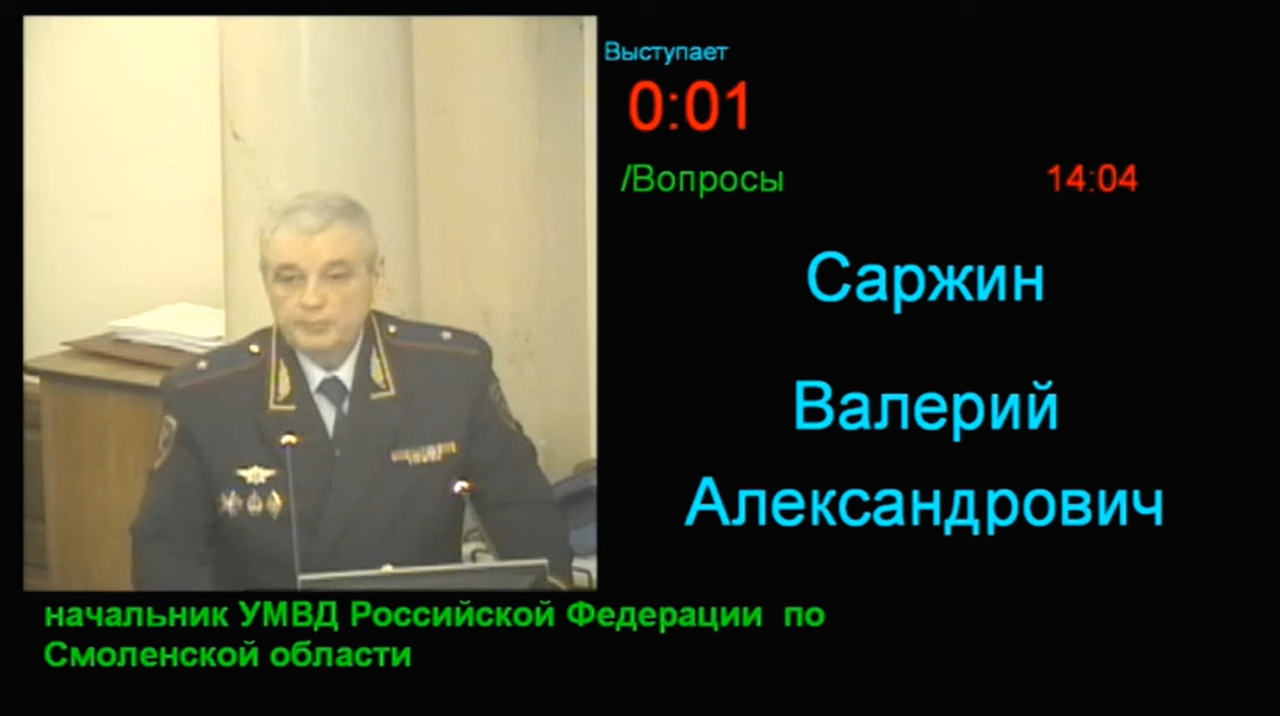 Выступает
0:01
/Вопросы 14:04
Саржин
Валерий
Александрович
начальник УМВД Российской Федерации по
Смоленской области